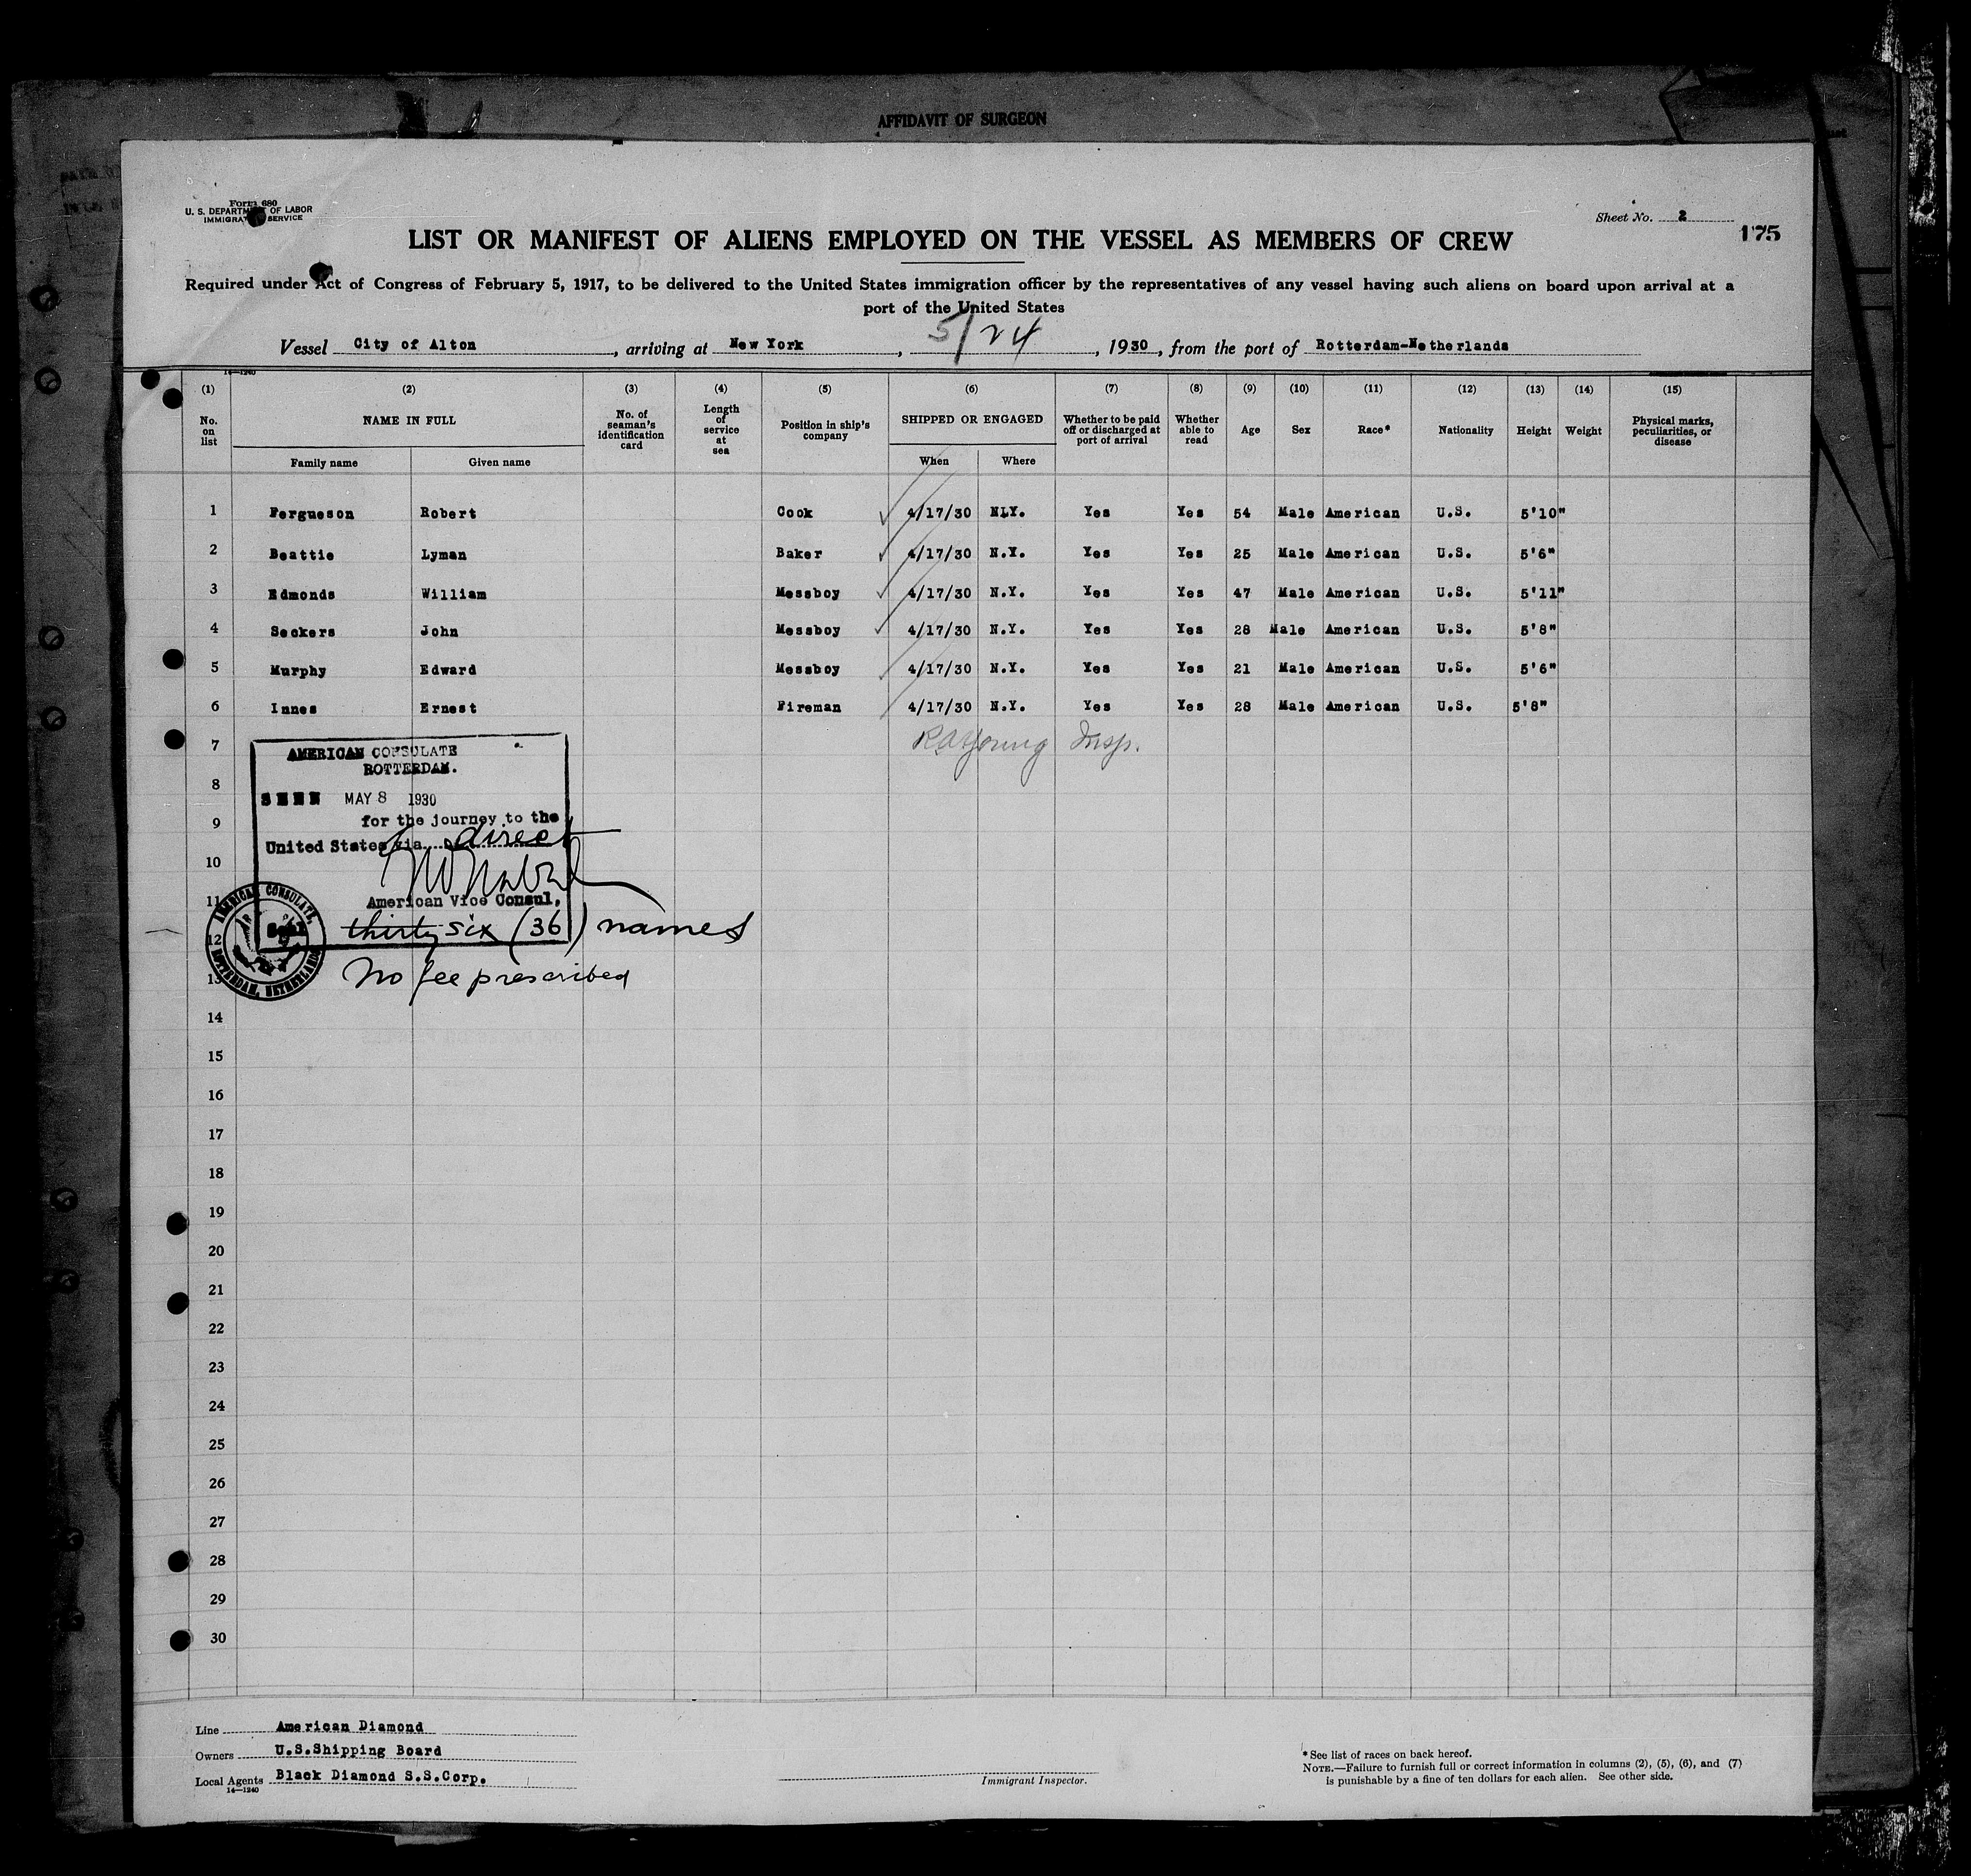 AFFIDAVIT OF SURGEON
Form 680
U. S. DEPARTMENT OF LABOR
IMMIGRATION SERVICE
Sheet No. 2
175
LIST OR MANIFEST OF ALIENS EMPLOYED ON THE VESSEL AS MEMBERS OF CREW
Required under Act of Congress of February 5, 1917, to be delivered to the United States immigration officer by the representatives of any vessel having such aliens on board upon arrival at a
port of the United States
Vessel City of Alton, arriving at New York, 5/24, 1930, from the port of Rotterdam-Netherlands
14—1240
(1) (2) (3) (4) (5) (6) (7) (8) (9) (10) (11) (12) (13) (14) (15)
No. on list
NAME IN FULL
Family name Given name
No. of seaman's identification card
Length of service at sea
Position in ship's company
SHIPPED OR ENGAGED
When Where
Whether to be paid off or discharged at port of arrival
Whether able to read
Age
Sex
Race*
Nationality
Height
Weight
Physical marks, peculiarities, or disease
1 Fergueson Robert Cook 4/17/30 N.Y. Yes Yes 54 Male American U.S. 5'10"
2 Beattie Lyman Baker 4/17/30 N.Y. Yes Yes 25 Male American U.S. 5'6"
3 Edmonds William Messboy 4/17/30 N.Y. Yes Yes 47 Male American U.S. 5'11"
4 Seckers John Messboy 4/17/30 N.Y. Yes Yes 28 Male American U.S. 5'8"
5 Murphy Edward Messboy 4/17/30 N.Y. Yes Yes 21 Male American U.S. 5'6"
6 Innes Ernest Fireman 4/17/30 N.Y. Yes Yes 28 Male American U.S. 5'8"
7 RA Young Insp.
AMERICAN CONSULATE
ROTTERDAM.
8
SEEN MAY 8 1930
9 for the journey to the
United States via direct
10
11 American Vice Consul,
AMERICAN CONSULATE,
ROTTERDAM, NETHERLANDS
Seal
12 thirty six (36) names
13 No fee prescribed
14
15
16
17
18
19
20
21
22
23
24
25
26
27
28
29
30
Line American Diamond
Owners U.S.Shipping Board
Local Agents Black Diamond S.S.Corp.
14—1240
Immigrant Inspector.
* See list of races on back hereof.
NOTE.—Failure to furnish full or correct information in columns (2), (5), (6), and (7)
is punishable by a fine of ten dollars for each alien. See other side.